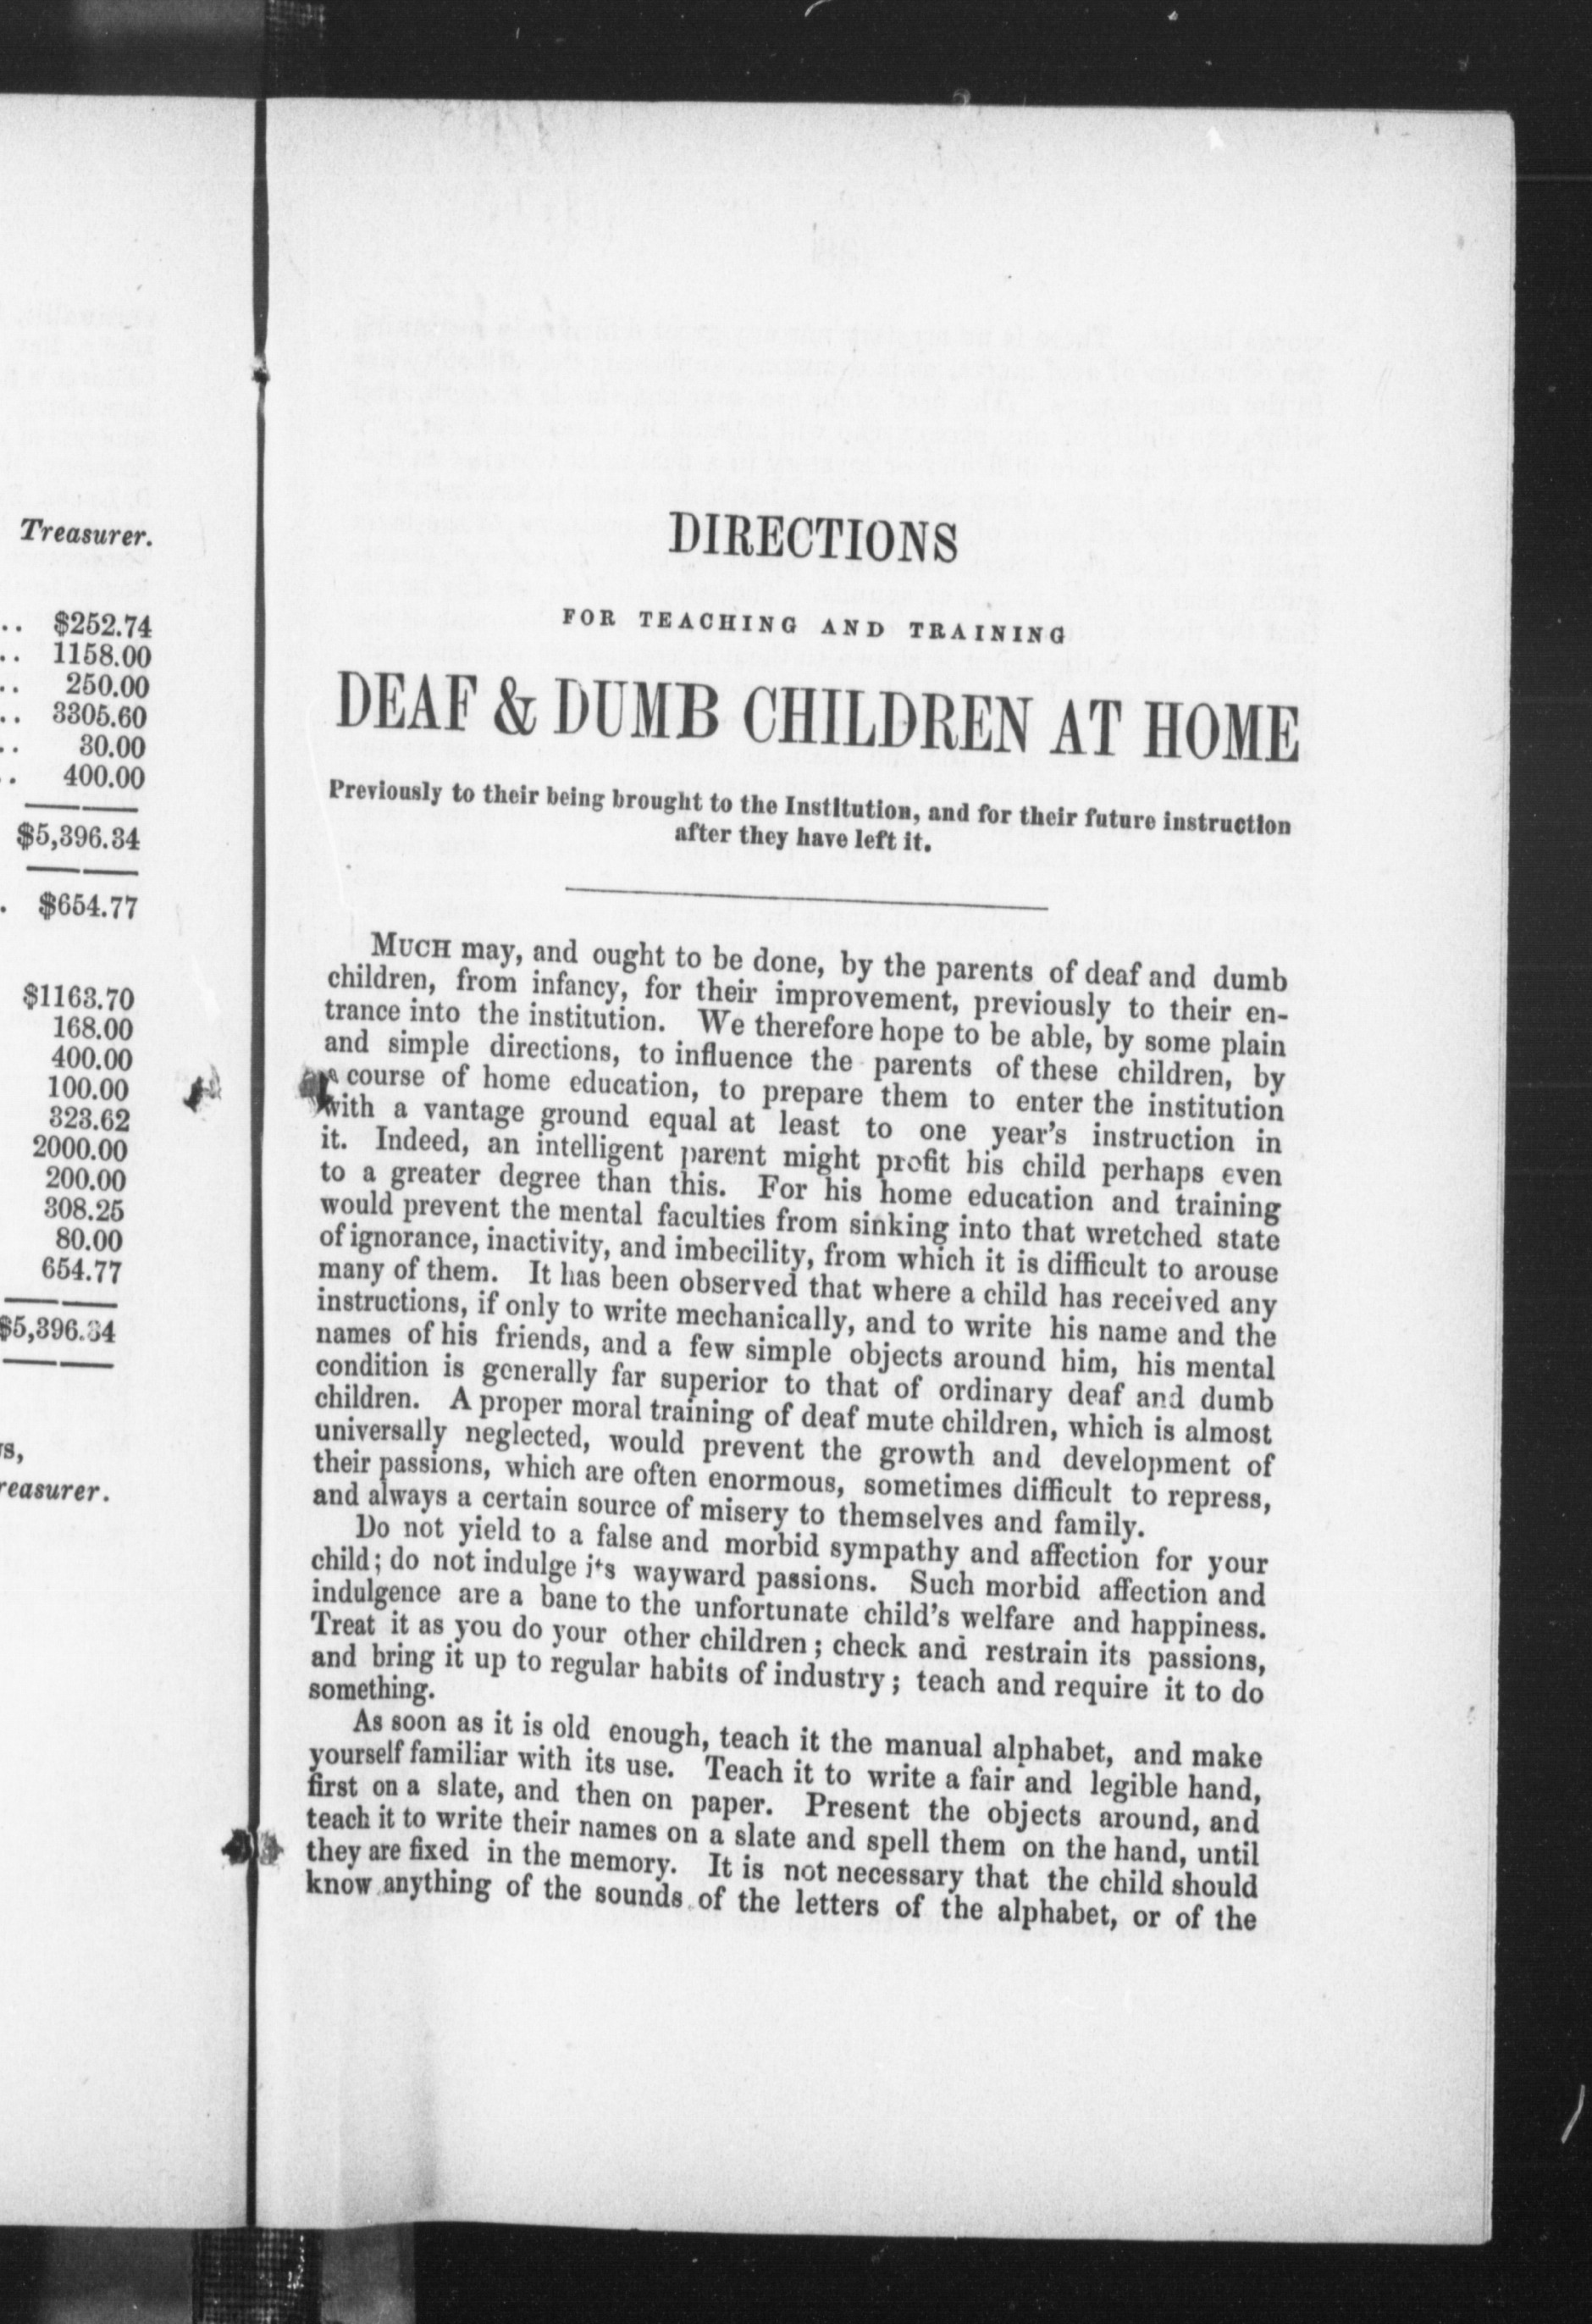 Treasurer.
.. $252.74
.. 1158.00
.. 250.00
.. 3305.60
.. 30.00
.. 400.00
$5,396.34
. $654.77
$1163.70
168.00
400.00
100.00
323.62
2000.00
200.00
308.25
80.00
654.77
$5,396.34
reasurer.
DIRECTIONS
FOR TEACHING AND TRAINING
DEAF & DUMB CHILDREN AT HOME
Previously to their being brought to the Institution, and for their future instruction
after they have left it.
MUCH may, and ought to be done, by the parents of deaf and dumb
children, from infancy, for their improvement, previously to their en-
trance into the institution. We therefore hope to be able, by some plain
and simple directions, to influence the parents of these children, by
a course of home education, to prepare them to enter the institution
with a vantage ground equal at least to one year's instruction in
it. Indeed, an intelligent parent might profit his child perhaps even
to a greater degree than this. For his home education and training
would prevent the mental faculties from sinking into that wretched state
of ignorance, inactivity, and imbecility, from which it is difficult to arouse
many of them. It has been observed that where a child has received any
instructions, if only to write mechanically, and to write his name and the
names of his friends, and a few simple objects around him, his mental
condition is generally far superior to that of ordinary deaf and dumb
children. A proper moral training of deaf mute children, which is almost
universally neglected, would prevent the growth and development of
their passions, which are often enormous, sometimes difficult to repress,
and always a certain source of misery to themselves and family.
Do not yield to a false and morbid sympathy and affection for your
child; do not indulge its wayward passions. Such morbid affection and
indulgence are a bane to the unfortunate child's welfare and happiness.
Treat it as you do your other children; check and restrain its passions,
and bring it up to regular habits of industry; teach and require it to do
something.
As soon as it is old enough, teach it the manual alphabet, and make
yourself familiar with its use. Teach it to write a fair and legible hand,
first on a slate, and then on paper. Present the objects around, and
teach it to write their names on a slate and spell them on the hand, until
they are fixed in the memory. It is not necessary that the child should
know anything of the sounds of the letters of the alphabet, or of the